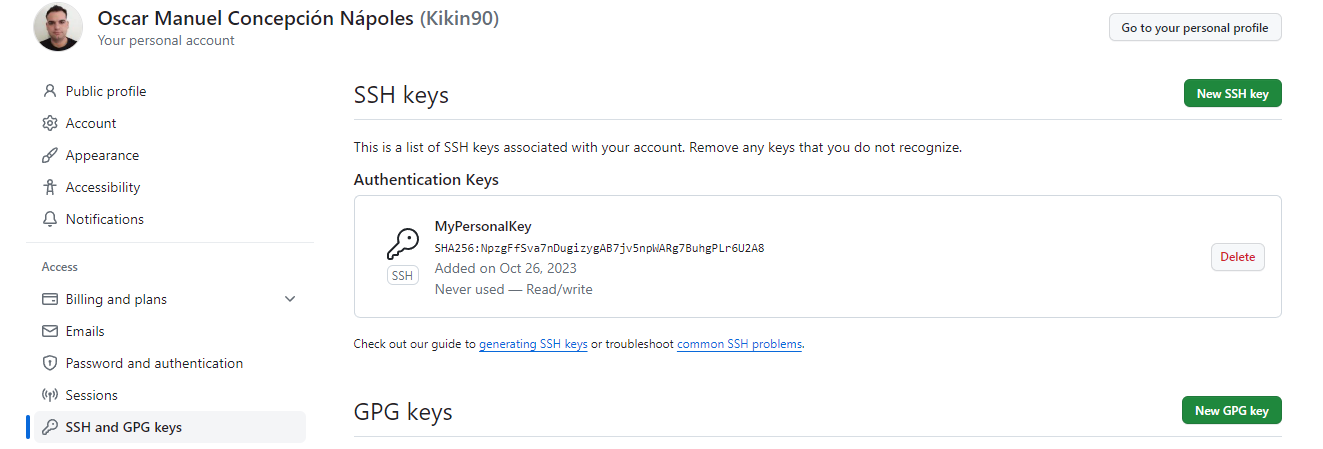 Oscar Manuel Concepción Nápoles (Kikin90)
Your personal account
Go to your personal profile
Public profile
Account
Appearance
Accessibility
Notifications
Access
Billing and plans
Emails
Password and authentication
Sessions
SSH and GPG keys
SSH keys
New SSH key
This is a list of SSH keys associated with your account. Remove any keys that you do not recognize.
Authentication Keys
MyPersonalKey
SHA256:NpzgFfSva7nDugizygAB7jv5npWARg7BuhgPLr6U2A8
SSH
Added on Oct 26, 2023
Never used — Read/write
Delete
Check out our guide to generating SSH keys or troubleshoot common SSH problems.
GPG keys
New GPG key